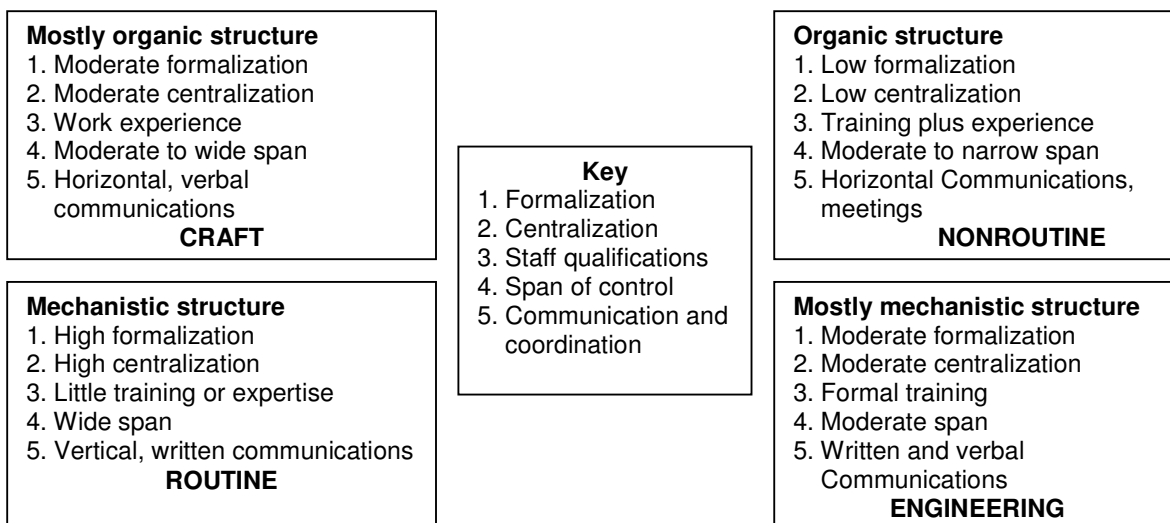 Mostly organic structure
1. Moderate formalization
2. Moderate centralization
3. Work experience
4. Moderate to wide span
5. Horizontal, verbal
communications
CRAFT
Organic structure
1. Low formalization
2. Low centralization
3. Training plus experience
4. Moderate to narrow span
5. Horizontal Communications,
meetings
NONROUTINE
Key
1. Formalization
2. Centralization
3. Staff qualifications
4. Span of control
5. Communication and
coordination
Mechanistic structure
1. High formalization
2. High centralization
3. Little training or expertise
4. Wide span
5. Vertical, written communications
ROUTINE
Mostly mechanistic structure
1. Moderate formalization
2. Moderate centralization
3. Formal training
4. Moderate span
5. Written and verbal
Communications
ENGINEERING